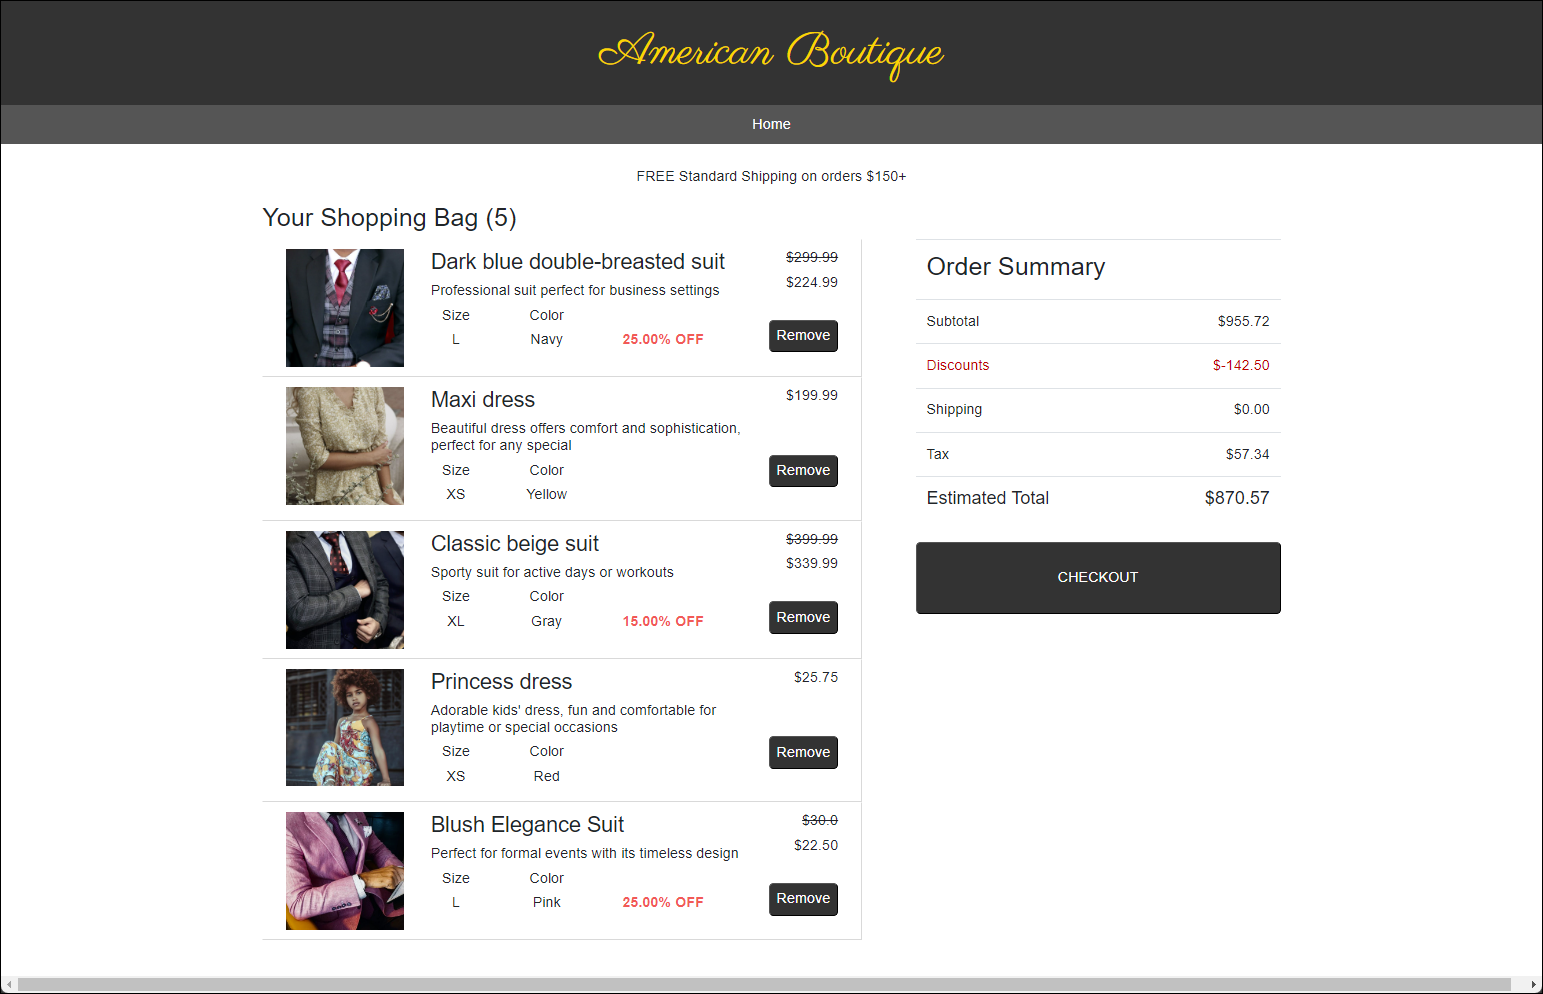 American Boutique
Home
FREE Standard Shipping on orders $150+
Your Shopping Bag (5)
Dark blue double-breasted suit
$299.99
Professional suit perfect for business settings
$224.99
Size Color
L Navy 25.00% OFF
Remove
Maxi dress
$199.99
Beautiful dress offers comfort and sophistication,
perfect for any special
Size Color
Remove
XS Yellow
Classic beige suit
$399.99
Sporty suit for active days or workouts
$339.99
Size Color
XL Gray 15.00% OFF
Remove
Princess dress
$25.75
Adorable kids' dress, fun and comfortable for
playtime or special occasions
Size Color
Remove
XS Red
Blush Elegance Suit
$30.0
Perfect for formal events with its timeless design
$22.50
Size Color
L Pink 25.00% OFF
Remove
Order Summary
Subtotal $955.72
Discounts $-142.50
Shipping $0.00
Tax $57.34
Estimated Total $870.57
CHECKOUT